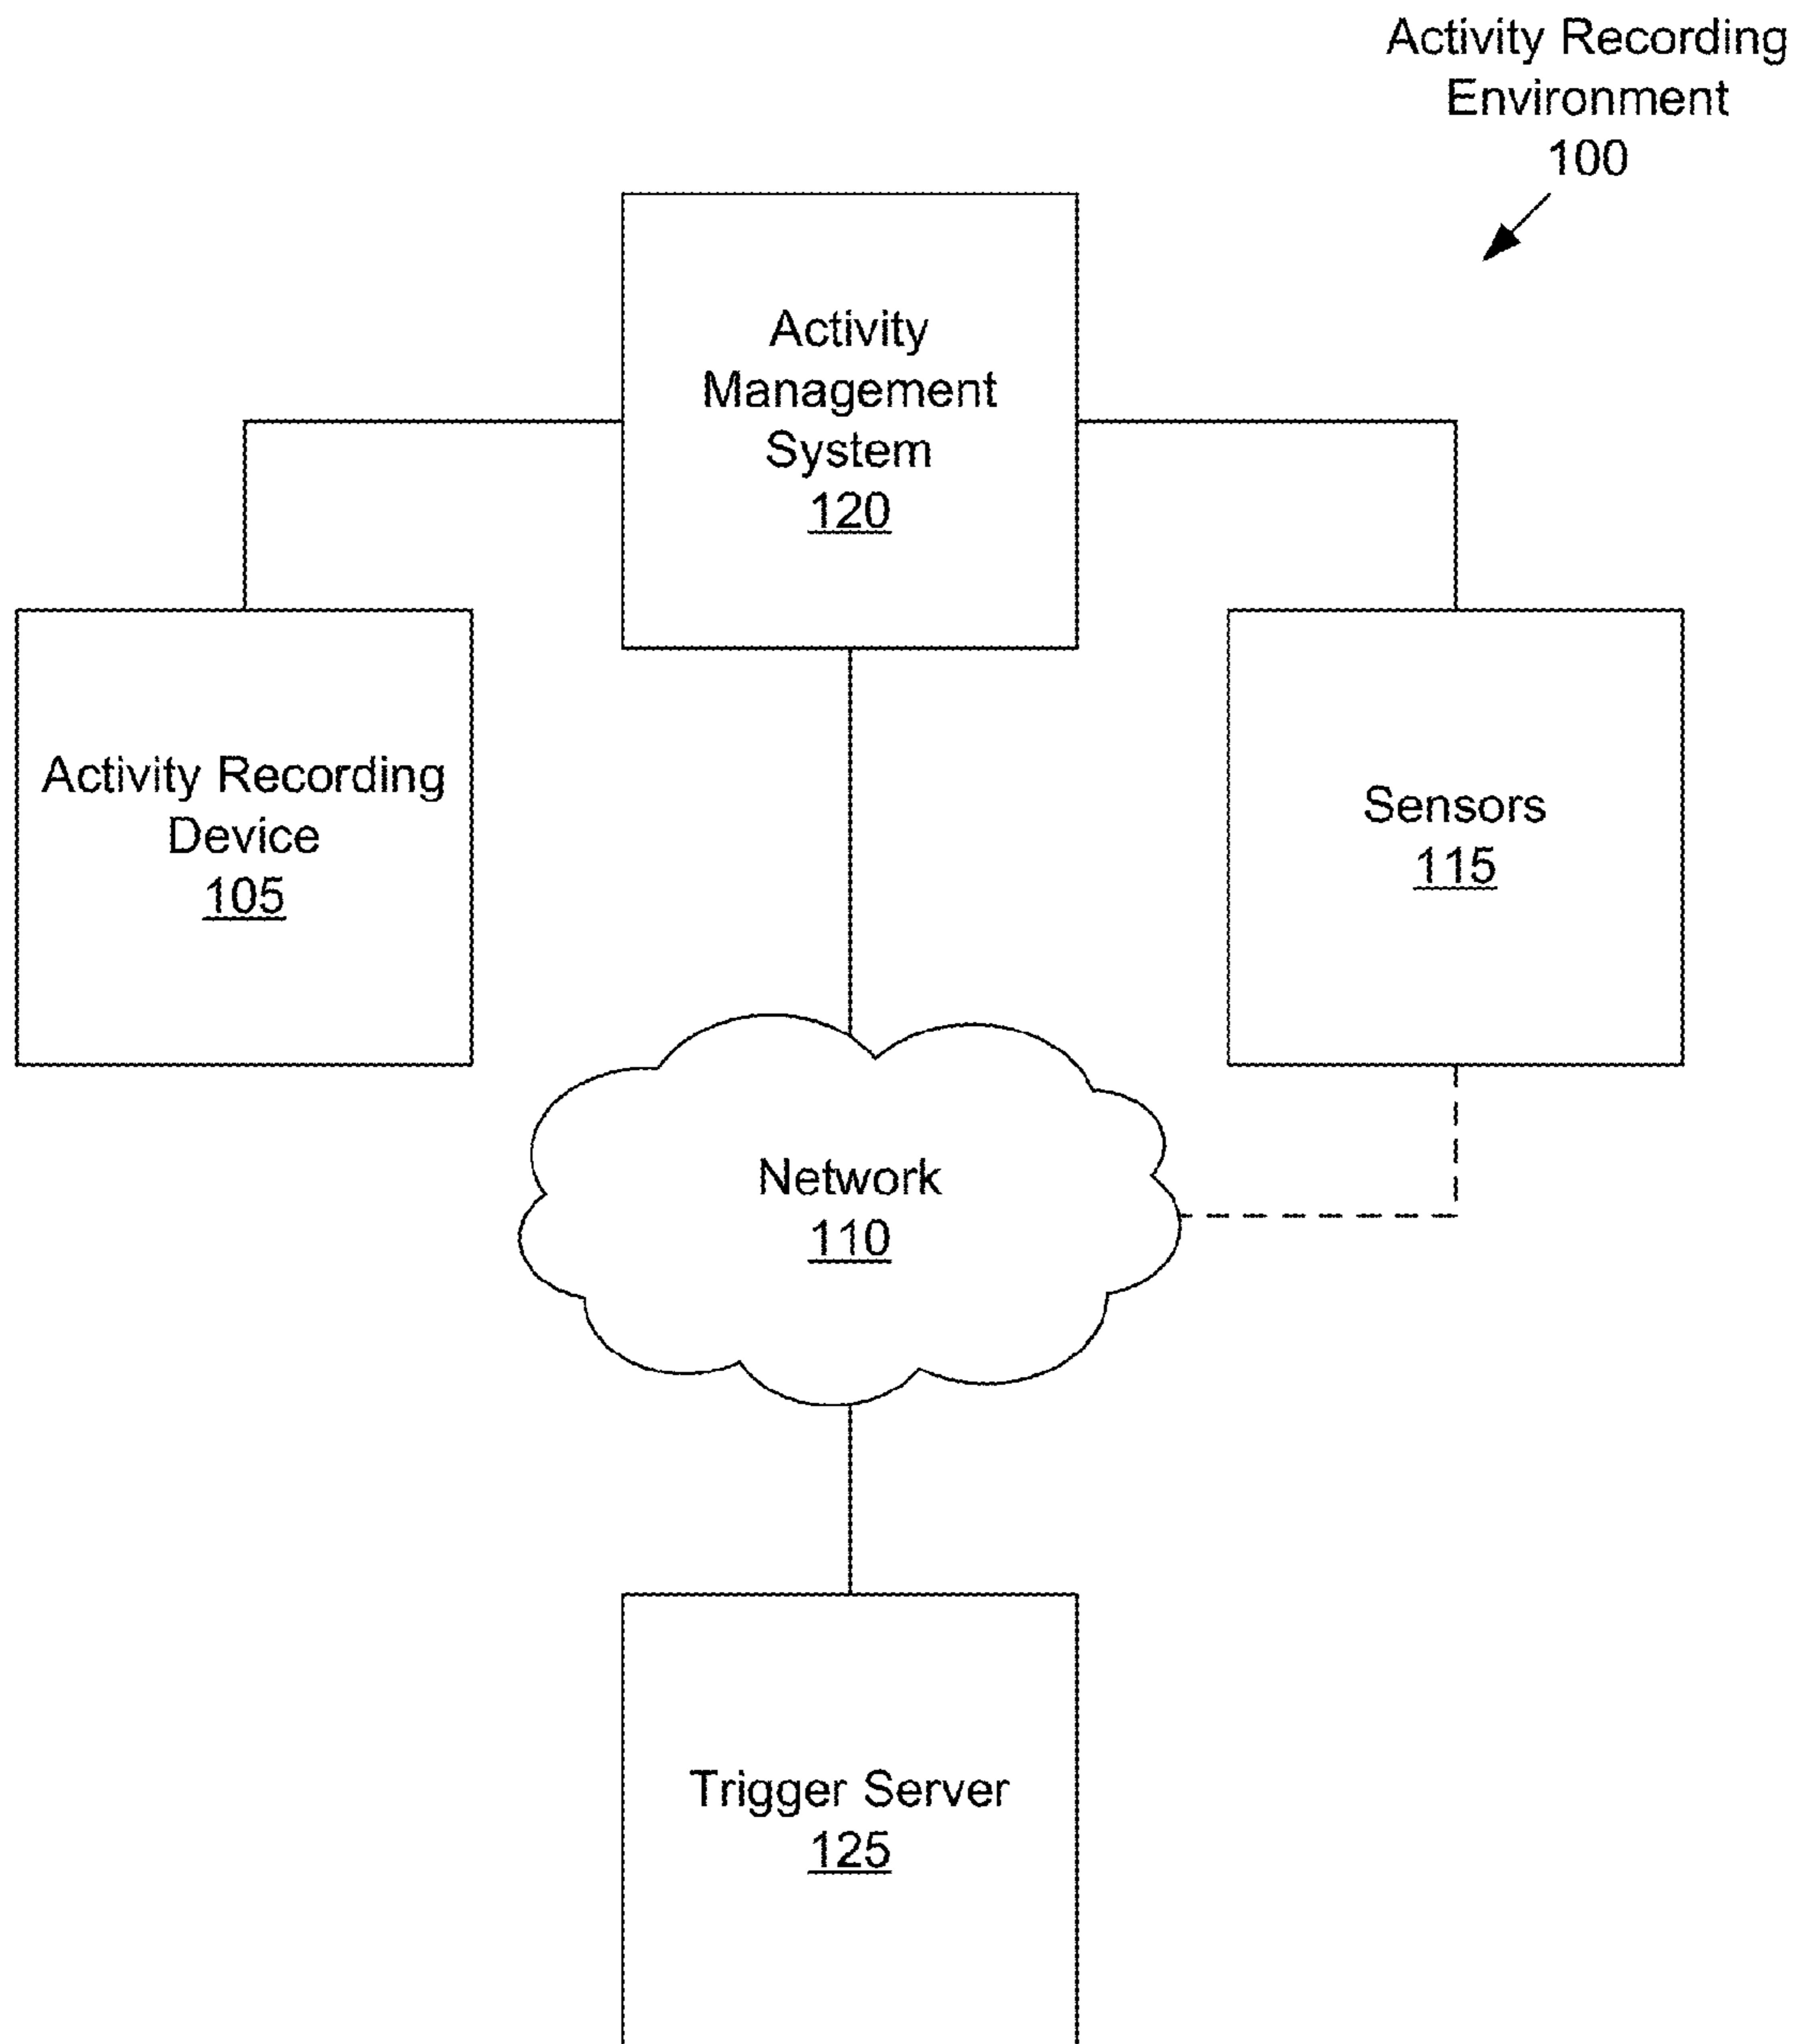 Activity Recording
Environment
100
Activity
Management
System
120
Activity Recording
Device
105
Sensors
115
Network
110
Trigger Server
125